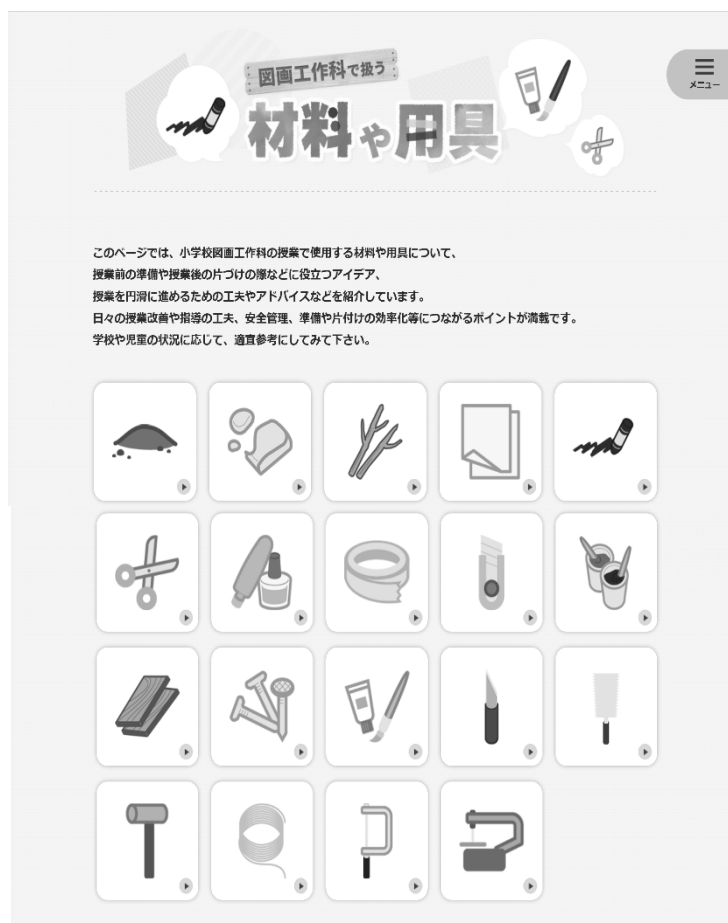 図画工作科で扱う
材料や用具
メニュー
このページでは、小学校図画工作科の授業で使用する材料や用具について、
授業前の準備や授業後の片づけの際などに役立つアイデア、
授業を円滑に進めるための工夫やアドバイスなどを紹介しています。
日々の授業改善や指導の工夫、安全管理、準備や片付けの効率化等につながるポイントが満載です。
学校や児童の状況に応じて、適宜参考にしてみて下さい。